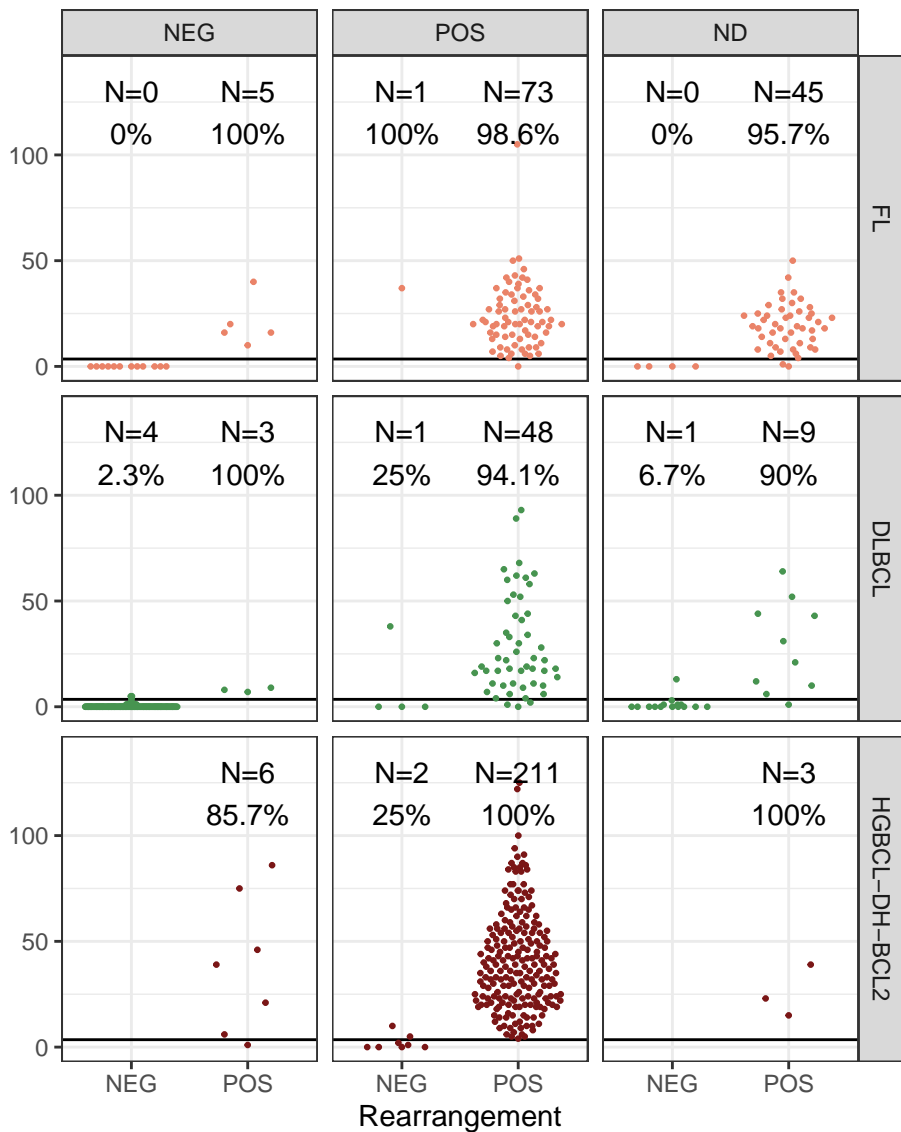 NEG POS ND
N=0 N=5 N=1 N=73 N=0 N=45
0% 100% 100% 98.6% 0% 95.7%
100
50
0
FL
N=4 N=3 N=1 N=48 N=1 N=9
2.3% 100% 25% 94.1% 6.7% 90%
100
50
0
DLBCL
N=6 N=2 N=211 N=3
85.7% 25% 100% 100%
100
50
0
HGBCL−DH−BCL2
NEG POS NEG POS NEG POS
Rearrangement